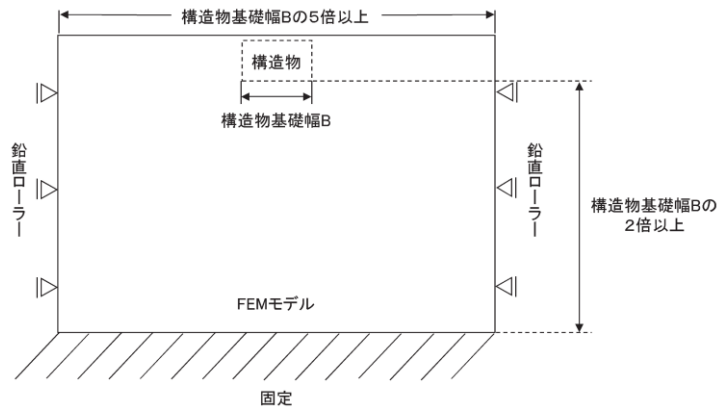 構造物基礎幅Bの5倍以上
構造物
構造物基礎幅B
鉛直ローラー
鉛直ローラー
構造物基礎幅Bの
2倍以上
FEMモデル
固定